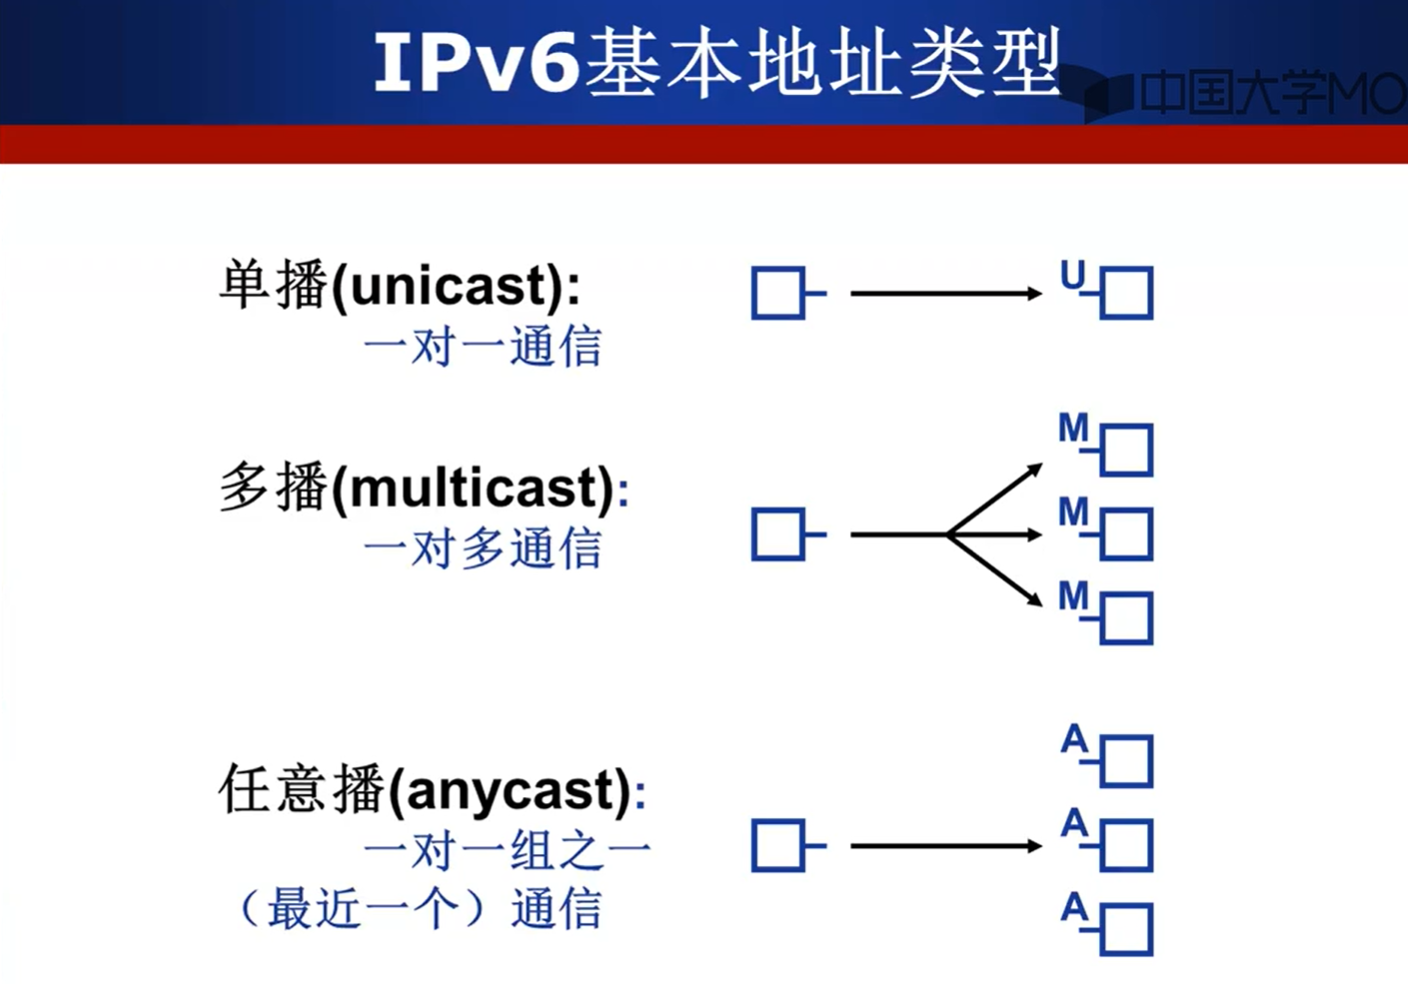 IPv6基本地址类型
中国大学MO
单播(unicast):
一对一通信
U
多播(multicast):
一对多通信
M
M
M
任意播(anycast):
一对一组之一
（最近一个）通信
A
A
A